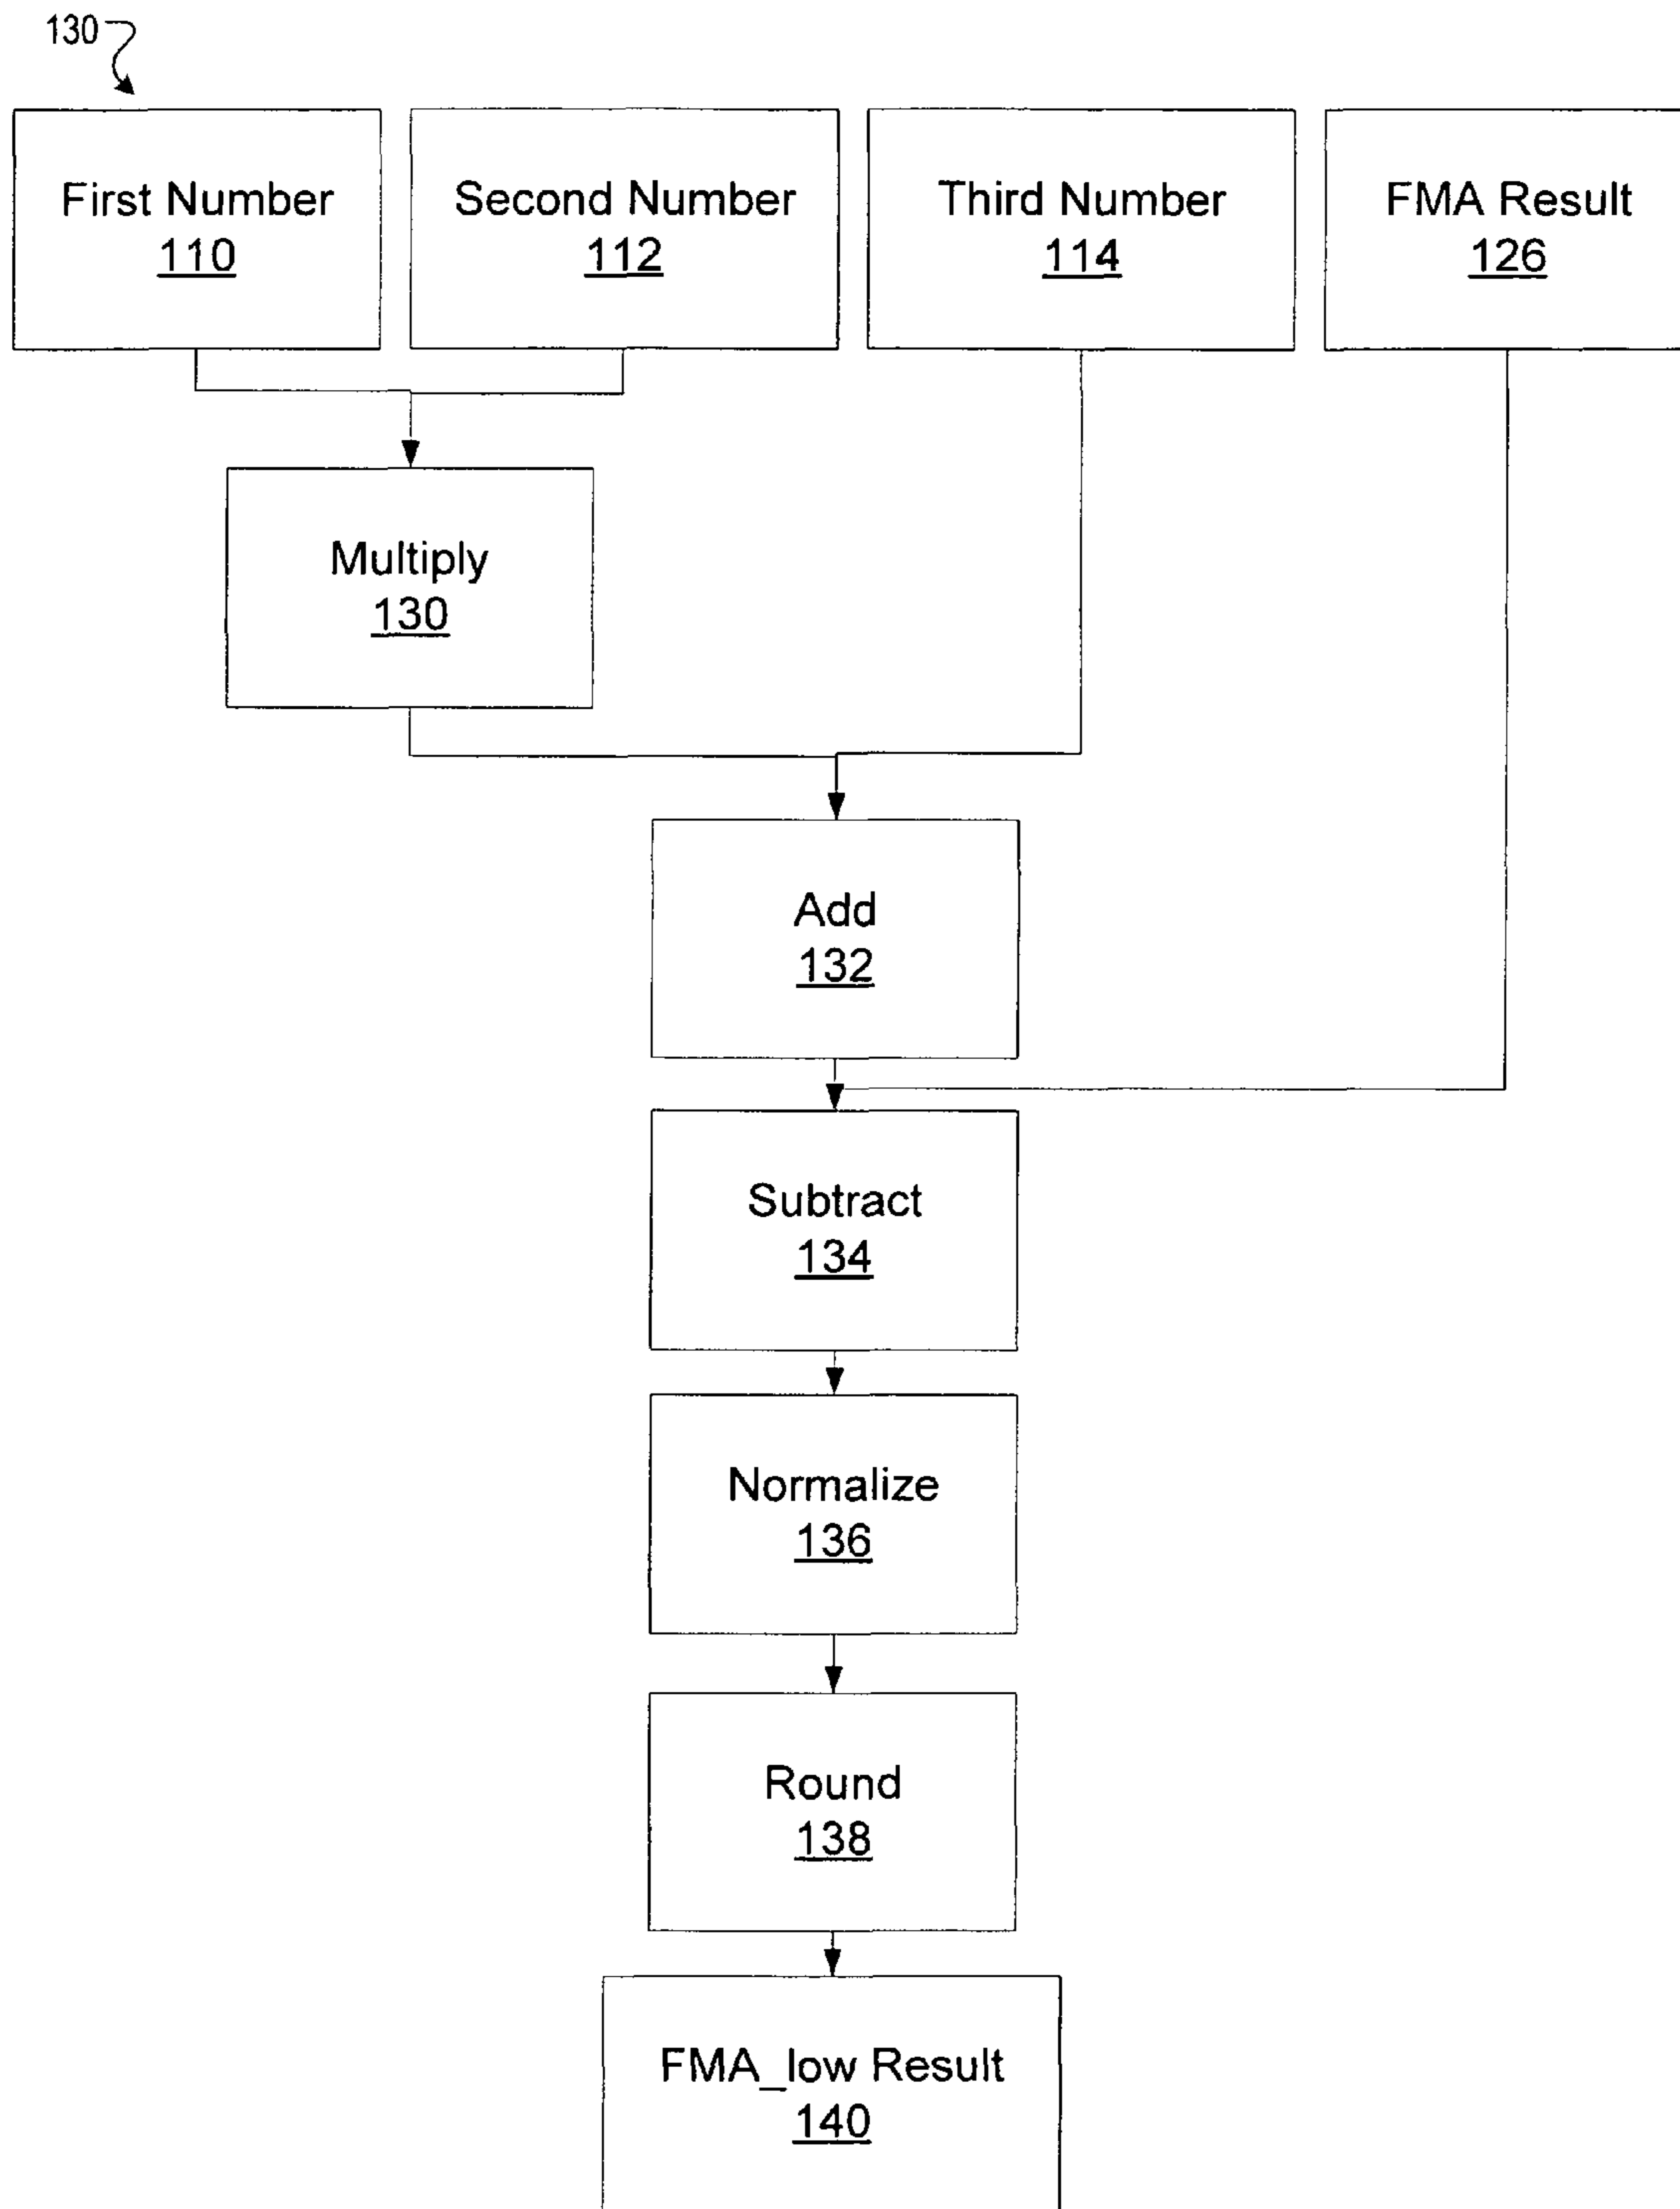 130
First Number
110
Second Number
112
Third Number
114
FMA Result
126
Multiply
130
Add
132
Subtract
134
Normalize
136
Round
138
FMA_low Result
140